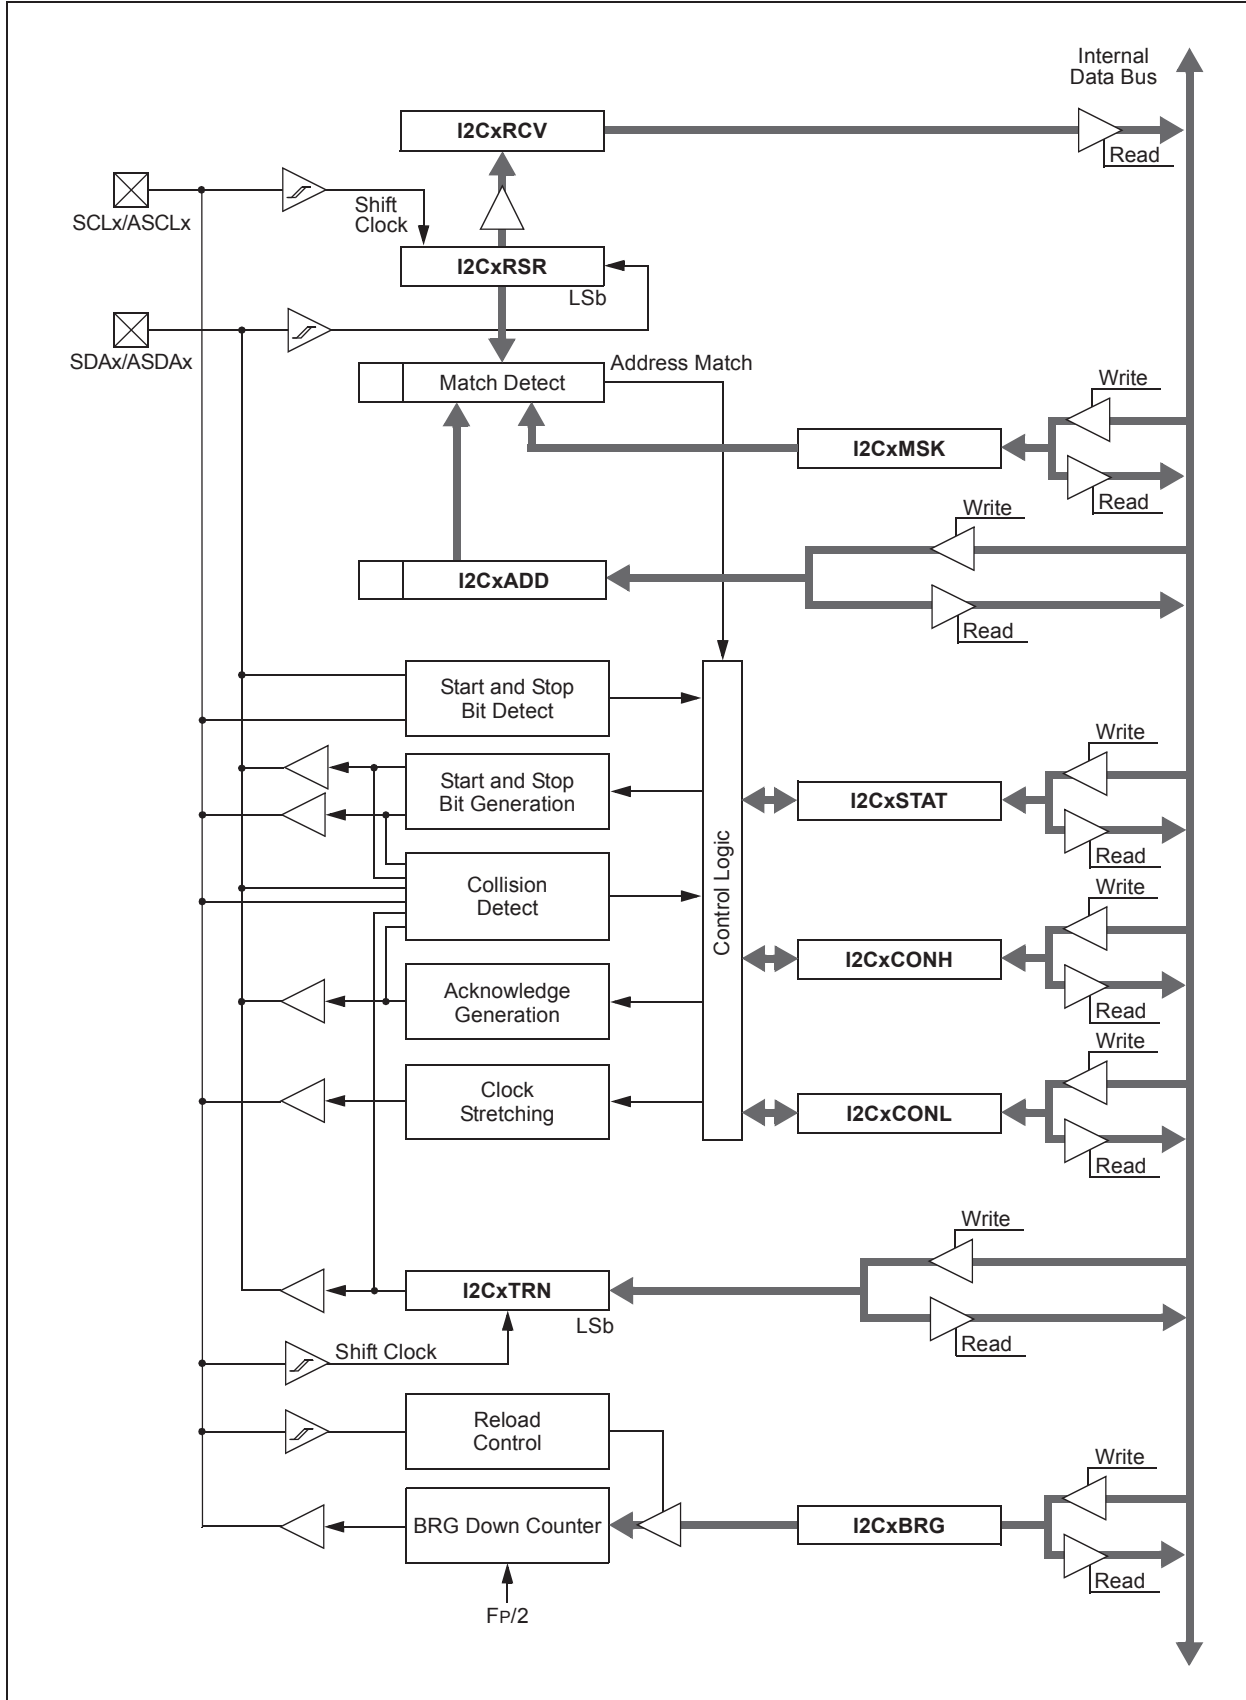 Internal
Data Bus
I2CxRCV
Read
SCLx/ASCLx
Shift
Clock
I2CxRSR
LSb
SDAx/ASDAx
Address Match
Match Detect
Write
I2CxMSK
Read
Write
I2CxADD
Read
Start and Stop
Bit Detect
Start and Stop
Bit Generation
Write
I2CxSTAT
Read
Control Logic
Collision
Detect
Write
I2CxCONH
Read
Acknowledge
Generation
Write
Clock
Stretching
I2CxCONL
Read
Write
I2CxTRN
LSb
Read
Shift Clock
Reload
Control
Write
BRG Down Counter
I2CxBRG
Read
FP/2